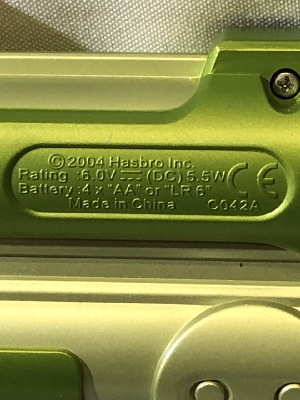 © 2004 Hasbro Inc.
Rating :6.0V ⎓ (DC) 5.5W
Battery :4 x "AA" or "LR 6" CE
Made in China C042A